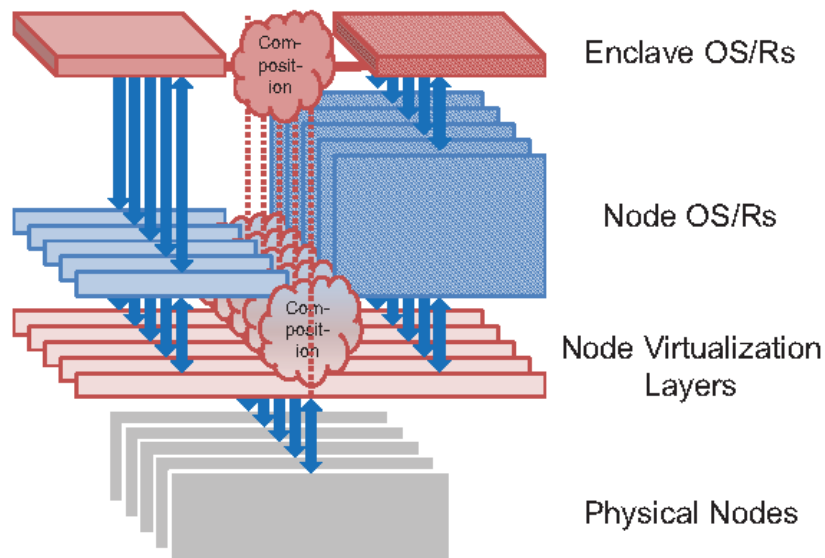 Com-
posit-
ion
Enclave OS/Rs
Node OS/Rs
Com-
posit-
ion
Node Virtualization
Layers
Physical Nodes